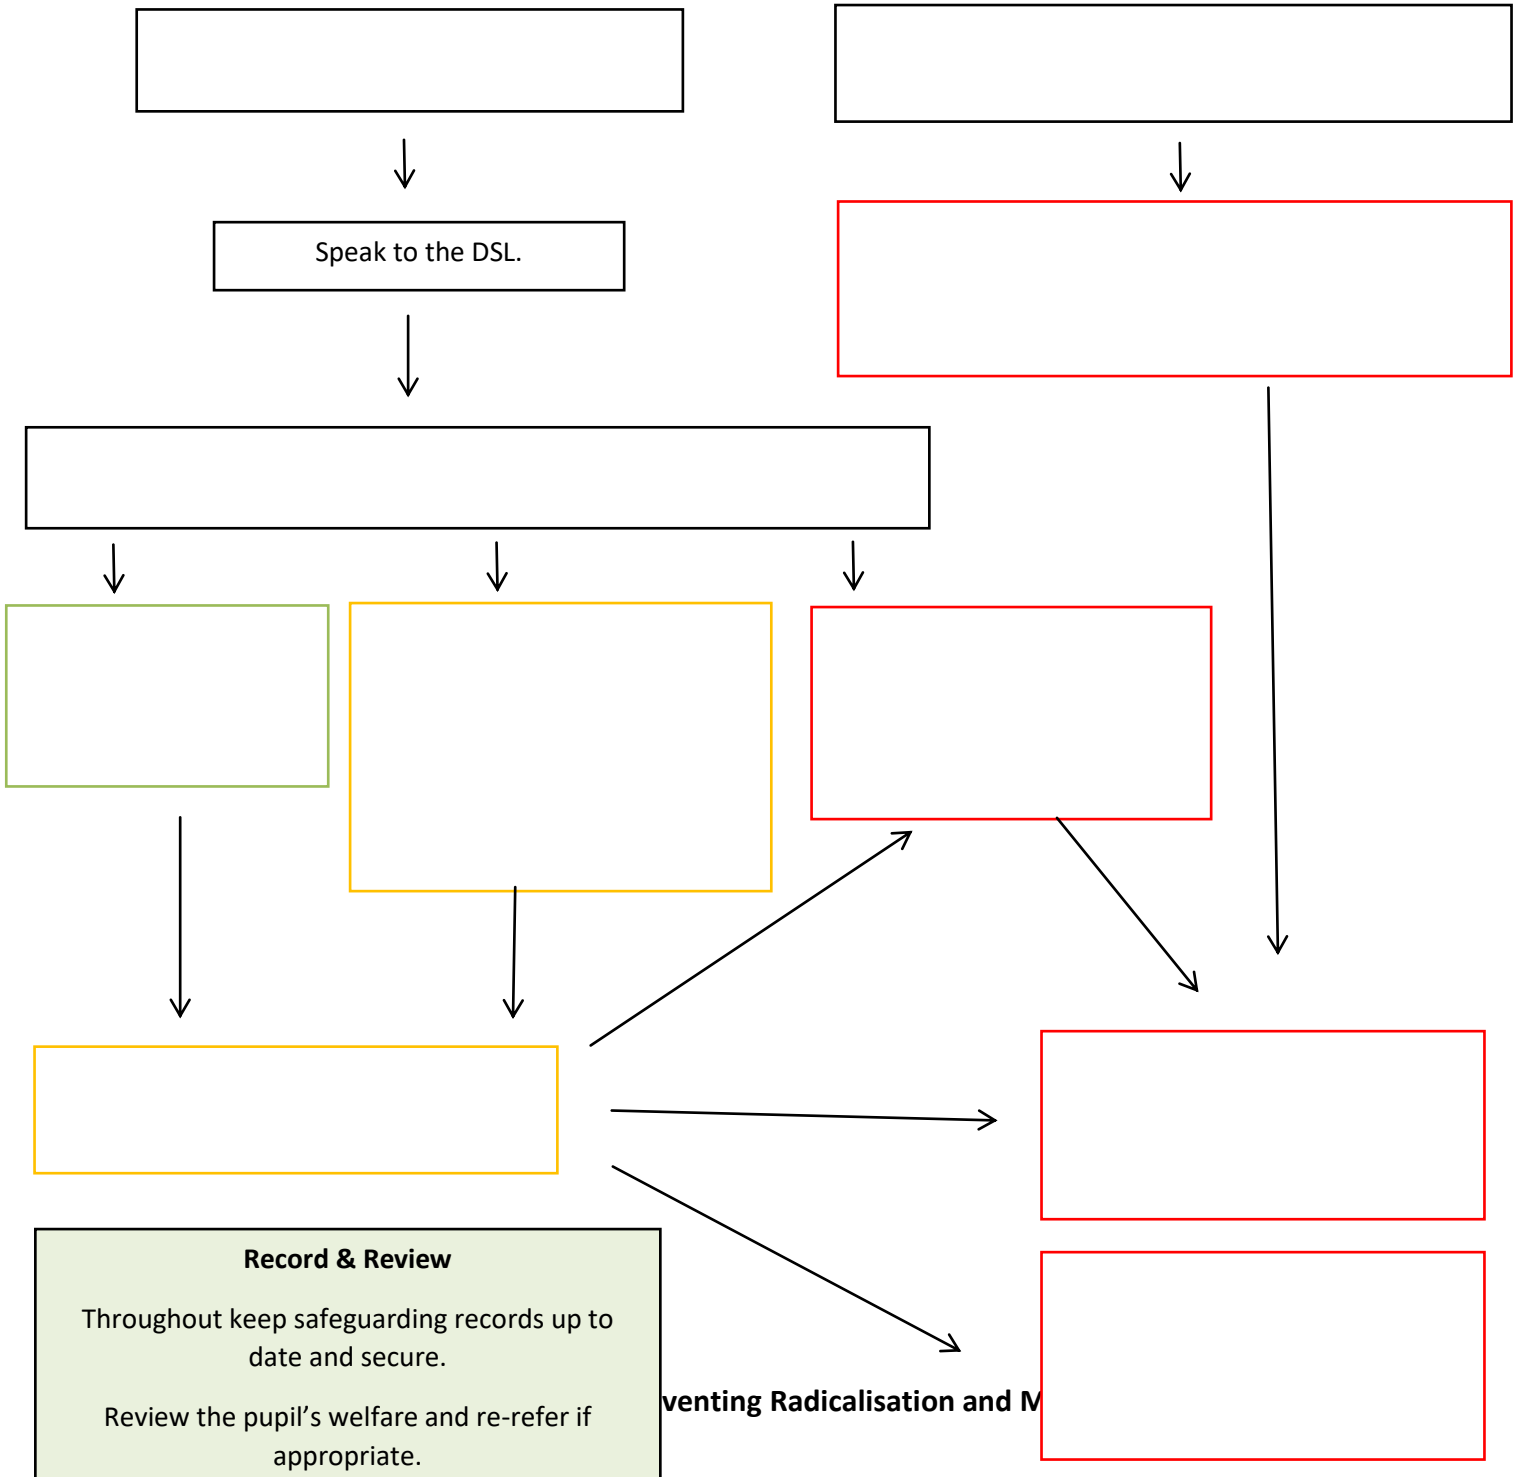 Speak to the DSL.
Record & Review
Throughout keep safeguarding records up to
date and secure.
Review the pupil's welfare and re-refer if
appropriate.
venting Radicalisation and M